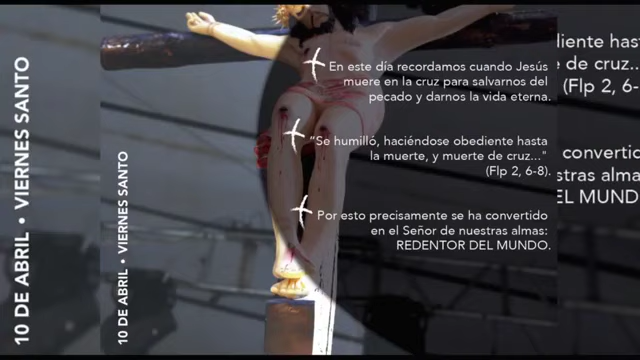 10 DE ABRIL • VIERNES SANTO
10 DE ABRIL • VIERNES SANTO
En este día recordamos cuando Jesús
muere en la cruz para salvarnos del
pecado y darnos la vida eterna.
"Se humilló, haciéndose obediente hasta
la muerte, y muerte de cruz..."
(Flp 2, 6-8).
Por esto precisamente se ha convertido
en el Señor de nuestras almas:
REDENTOR DEL MUNDO.
diente hast
de cruz...
(Flp 2, 6-
convertid
stras alma
EL MUND